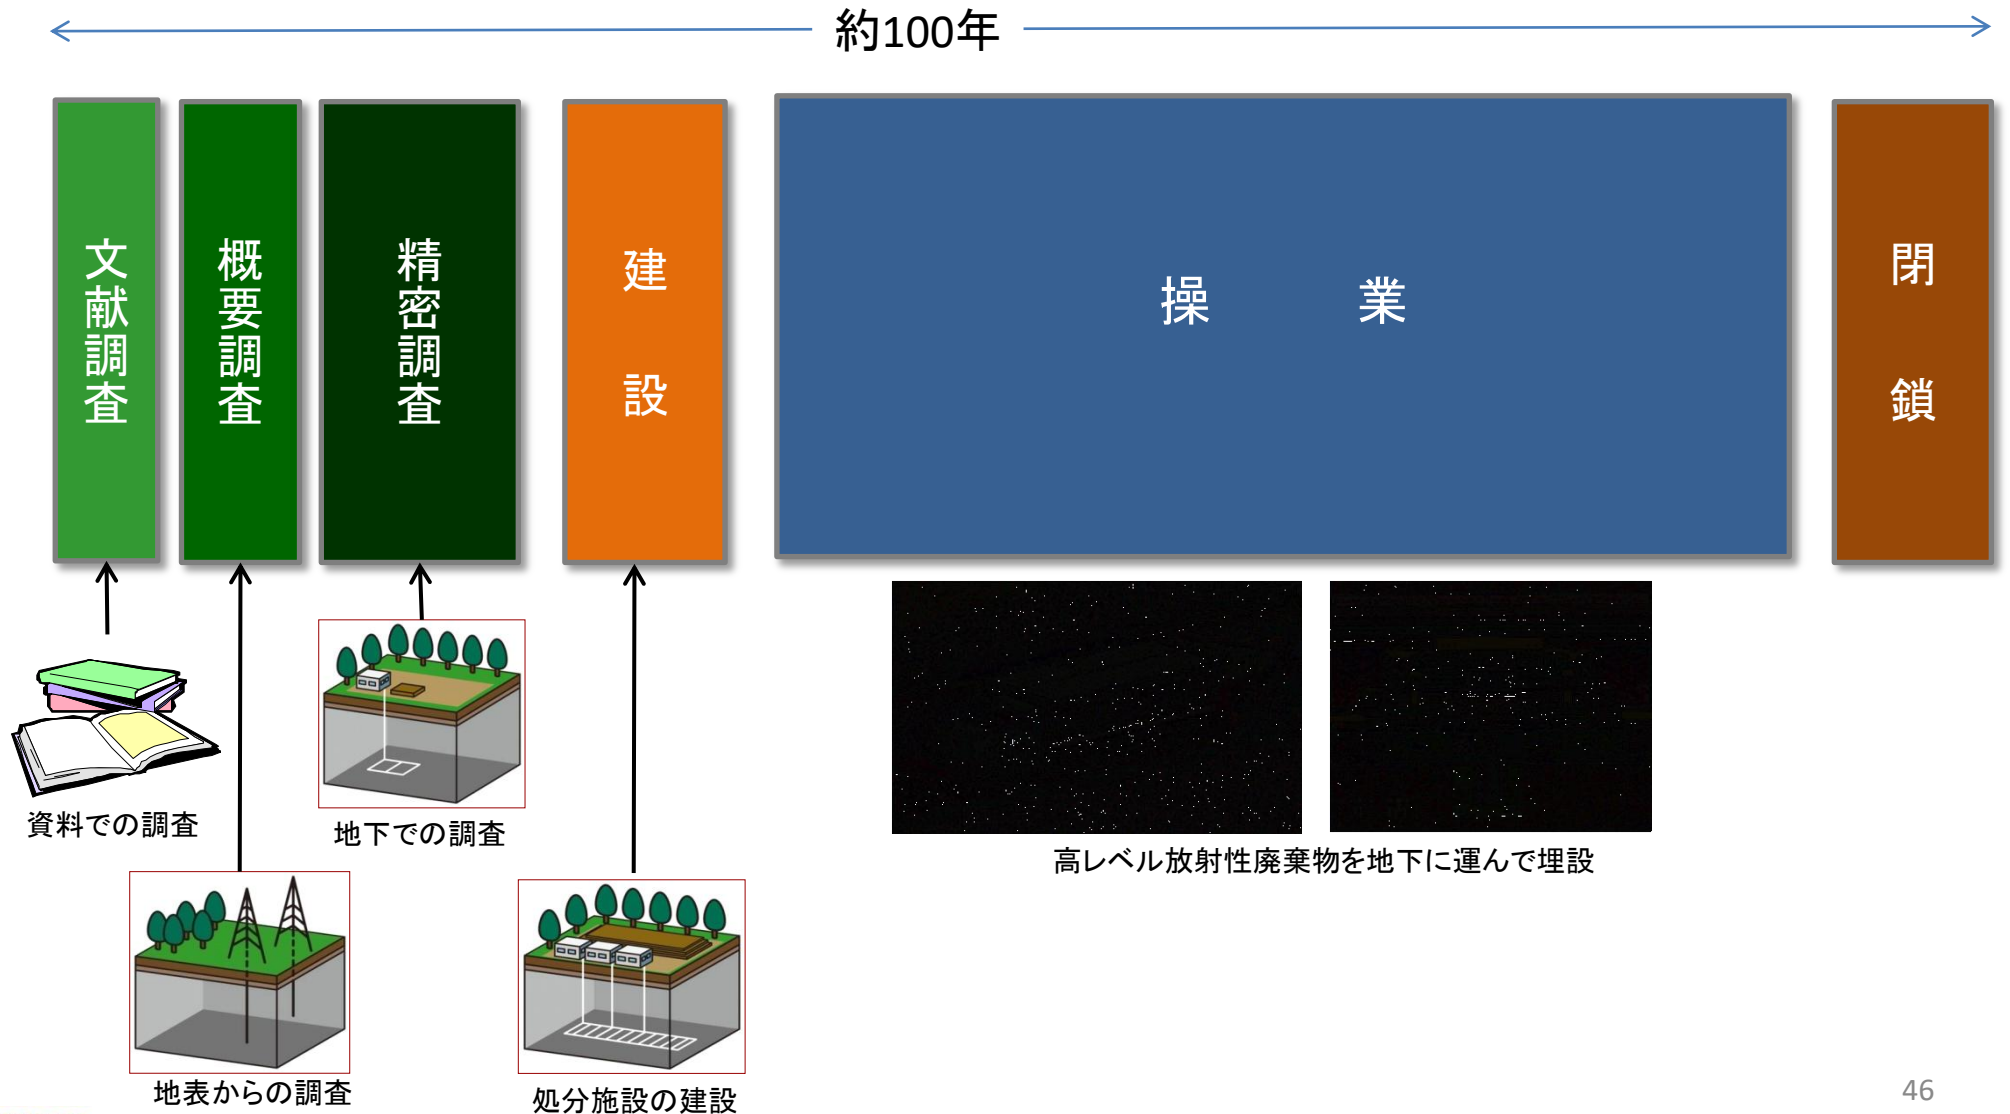 約100年
文献調査
概要調査
精密調査
建設
操業
閉鎖
資料での調査
地下での調査
高レベル放射性廃棄物を地下に運んで埋設
地表からの調査
処分施設の建設
46